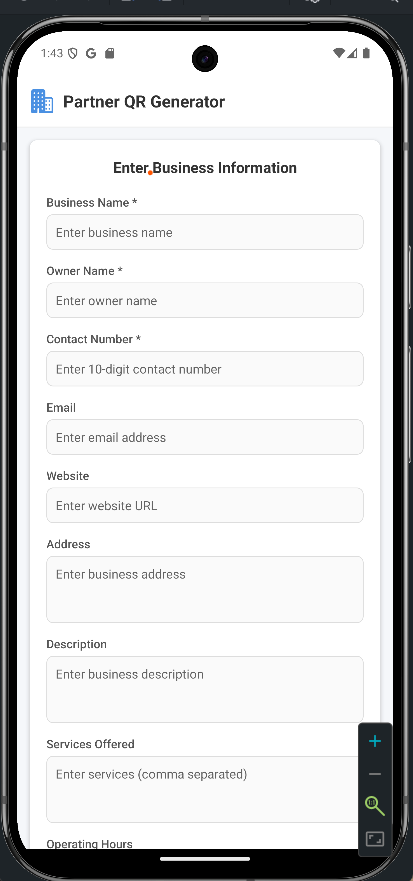 1:43
Partner QR Generator
Enter Business Information
Business Name *
Enter business name
Owner Name *
Enter owner name
Contact Number *
Enter 10-digit contact number
Email
Enter email address
Website
Enter website URL
Address
Enter business address
Description
Enter business description
Services Offered
Enter services (comma separated)
Operating Hours